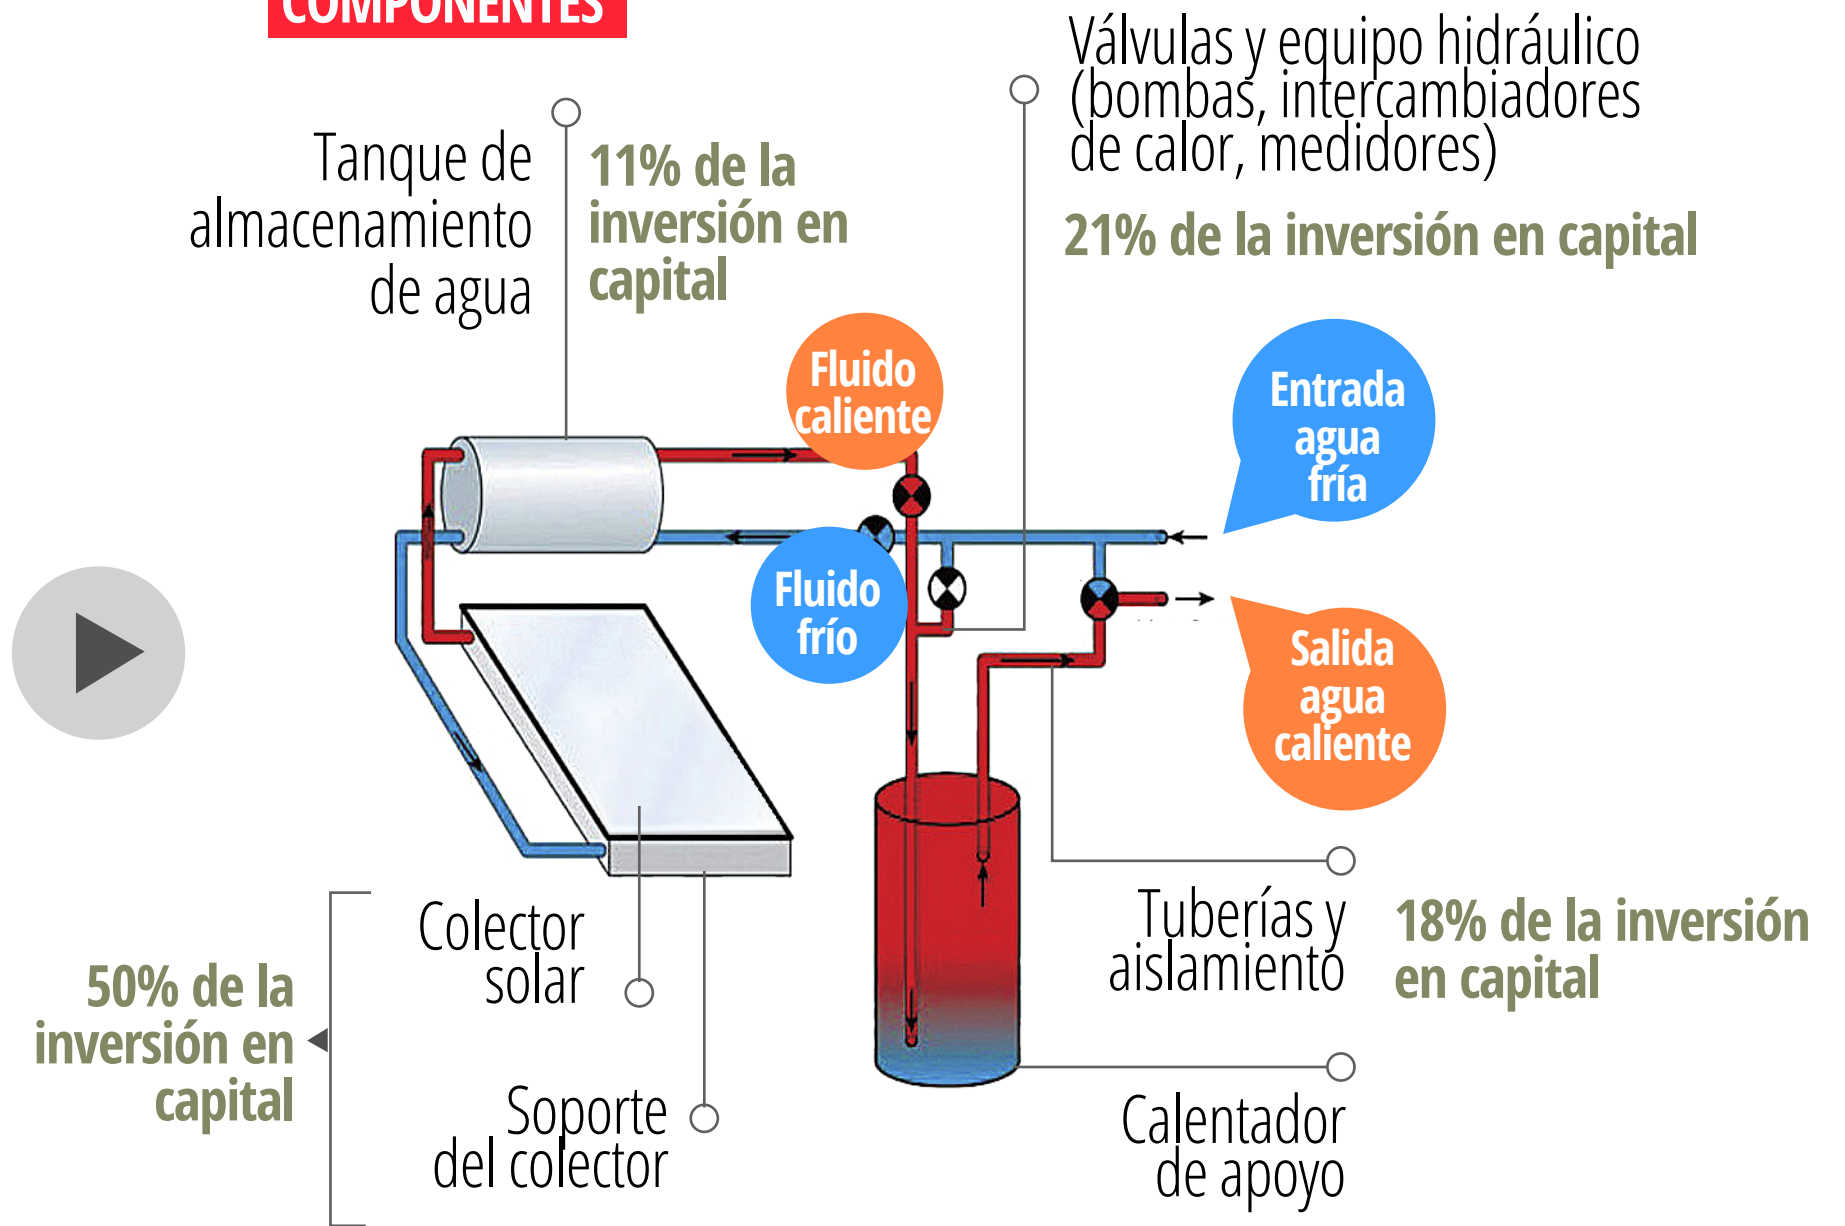 COMPONENTES
Tanque de
almacenamiento
de agua
11% de la
inversión en
capital
Válvulas y equipo hidráulico
(bombas, intercambiadores
de calor, medidores)
21% de la inversión en capital
Fluido
caliente
Entrada
agua
fría
Fluido
frío
Salida
agua
caliente
Colector
solar
50% de la
inversión en
capital
Soporte
del colector
Tuberías y
aislamiento
18% de la inversión
en capital
Calentador
de apoyo